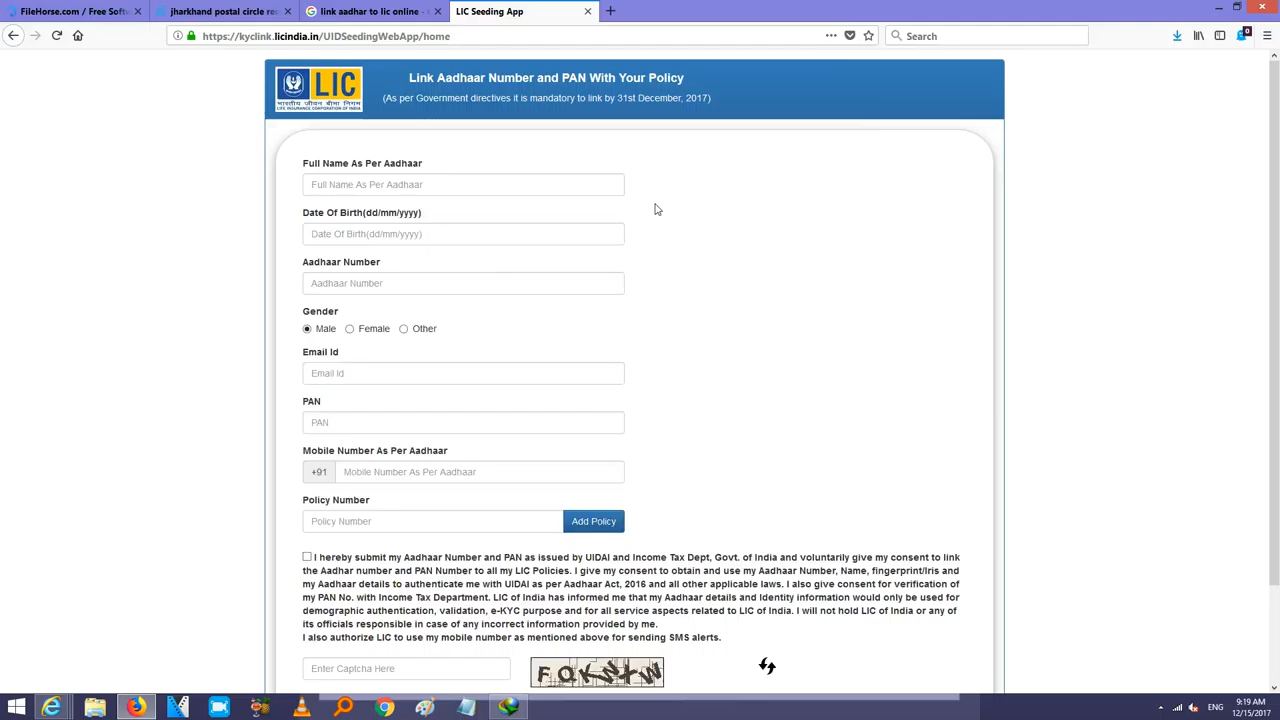 FileHorse.com / Free Softw
jharkhand postal circle rec
link aadhar to lic online -
LIC Seeding App
https://kyclink.licindia.in/UIDSeedingWebApp/home
Search
0
LIC
भारतीय जीवन बीमा निगम
LIFE INSURANCE CORPORATION OF INDIA
Link Aadhaar Number and PAN With Your Policy
(As per Government directives it is mandatory to link by 31st December, 2017)
Full Name As Per Aadhaar
Full Name As Per Aadhaar
Date Of Birth(dd/mm/yyyy)
Date Of Birth(dd/mm/yyyy)
Aadhaar Number
Aadhaar Number
Gender
Male Female Other
Email Id
Email Id
PAN
PAN
Mobile Number As Per Aadhaar
+91 Mobile Number As Per Aadhaar
Policy Number
Policy Number Add Policy
I hereby submit my Aadhaar Number and PAN as issued by UIDAI and Income Tax Dept, Govt. of India and voluntarily give my consent to link
the Aadhar number and PAN Number to all my LIC Policies. I give my consent to obtain and use my Aadhaar Number, Name, fingerprint/Iris and
my Aadhaar details to authenticate me with UIDAI as per Aadhaar Act, 2016 and all other applicable laws. I also give consent for verification of
my PAN No. with Income Tax Department. LIC of India has informed me that my Aadhaar details and Identity information would only be used for
demographic authentication, validation, e-KYC purpose and for all service aspects related to LIC of India. I will not hold LIC of India or any of
its officials responsible in case of any incorrect information provided by me.
I also authorize LIC to use my mobile number as mentioned above for sending SMS alerts.
Enter Captcha Here
ENG
9:19 AM
12/15/2017